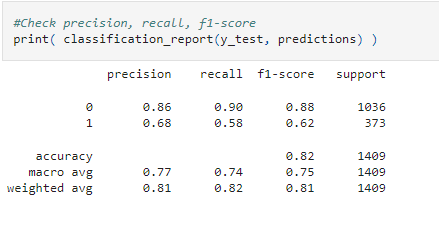 #Check precision, recall, f1-score
print( classification_report(y_test, predictions) )
precision recall f1-score support
0 0.86 0.90 0.88 1036
1 0.68 0.58 0.62 373
accuracy 0.82 1409
macro avg 0.77 0.74 0.75 1409
weighted avg 0.81 0.82 0.81 1409